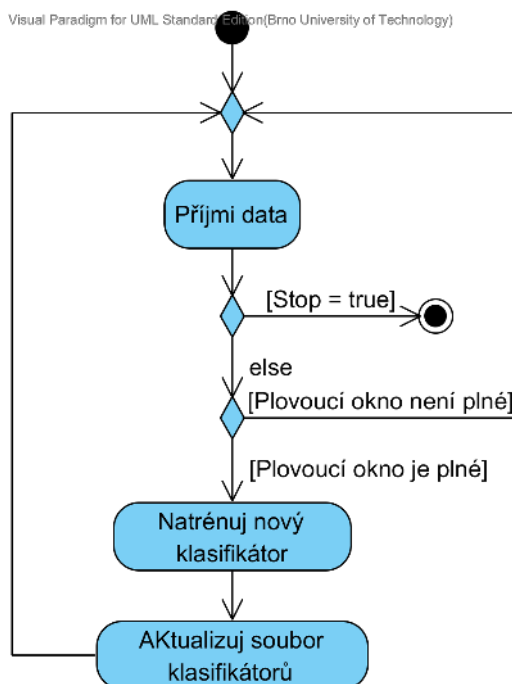 Visual Paradigm for UML Standard Edition(Brno University of Technology)
Příjmi data
[Stop = true]
else
[Plovoucí okno není plné]
[Plovoucí okno je plné]
Natrénuj nový
klasifikátor
AKtualizuj soubor
klasifikátorů